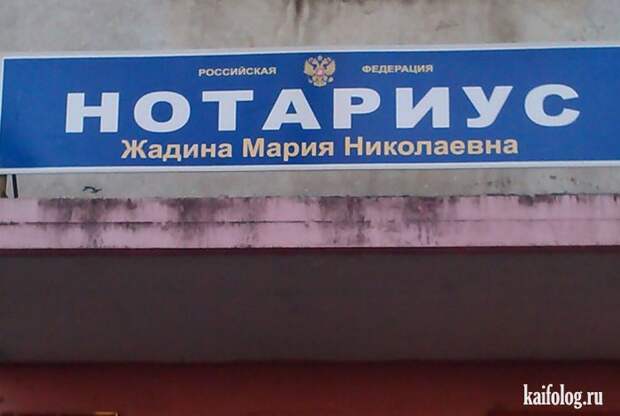 РОССИЙСКАЯ ФЕДЕРАЦИЯ
НОТАРИУС
Жадина Мария Николаевна
kaifolog.ru